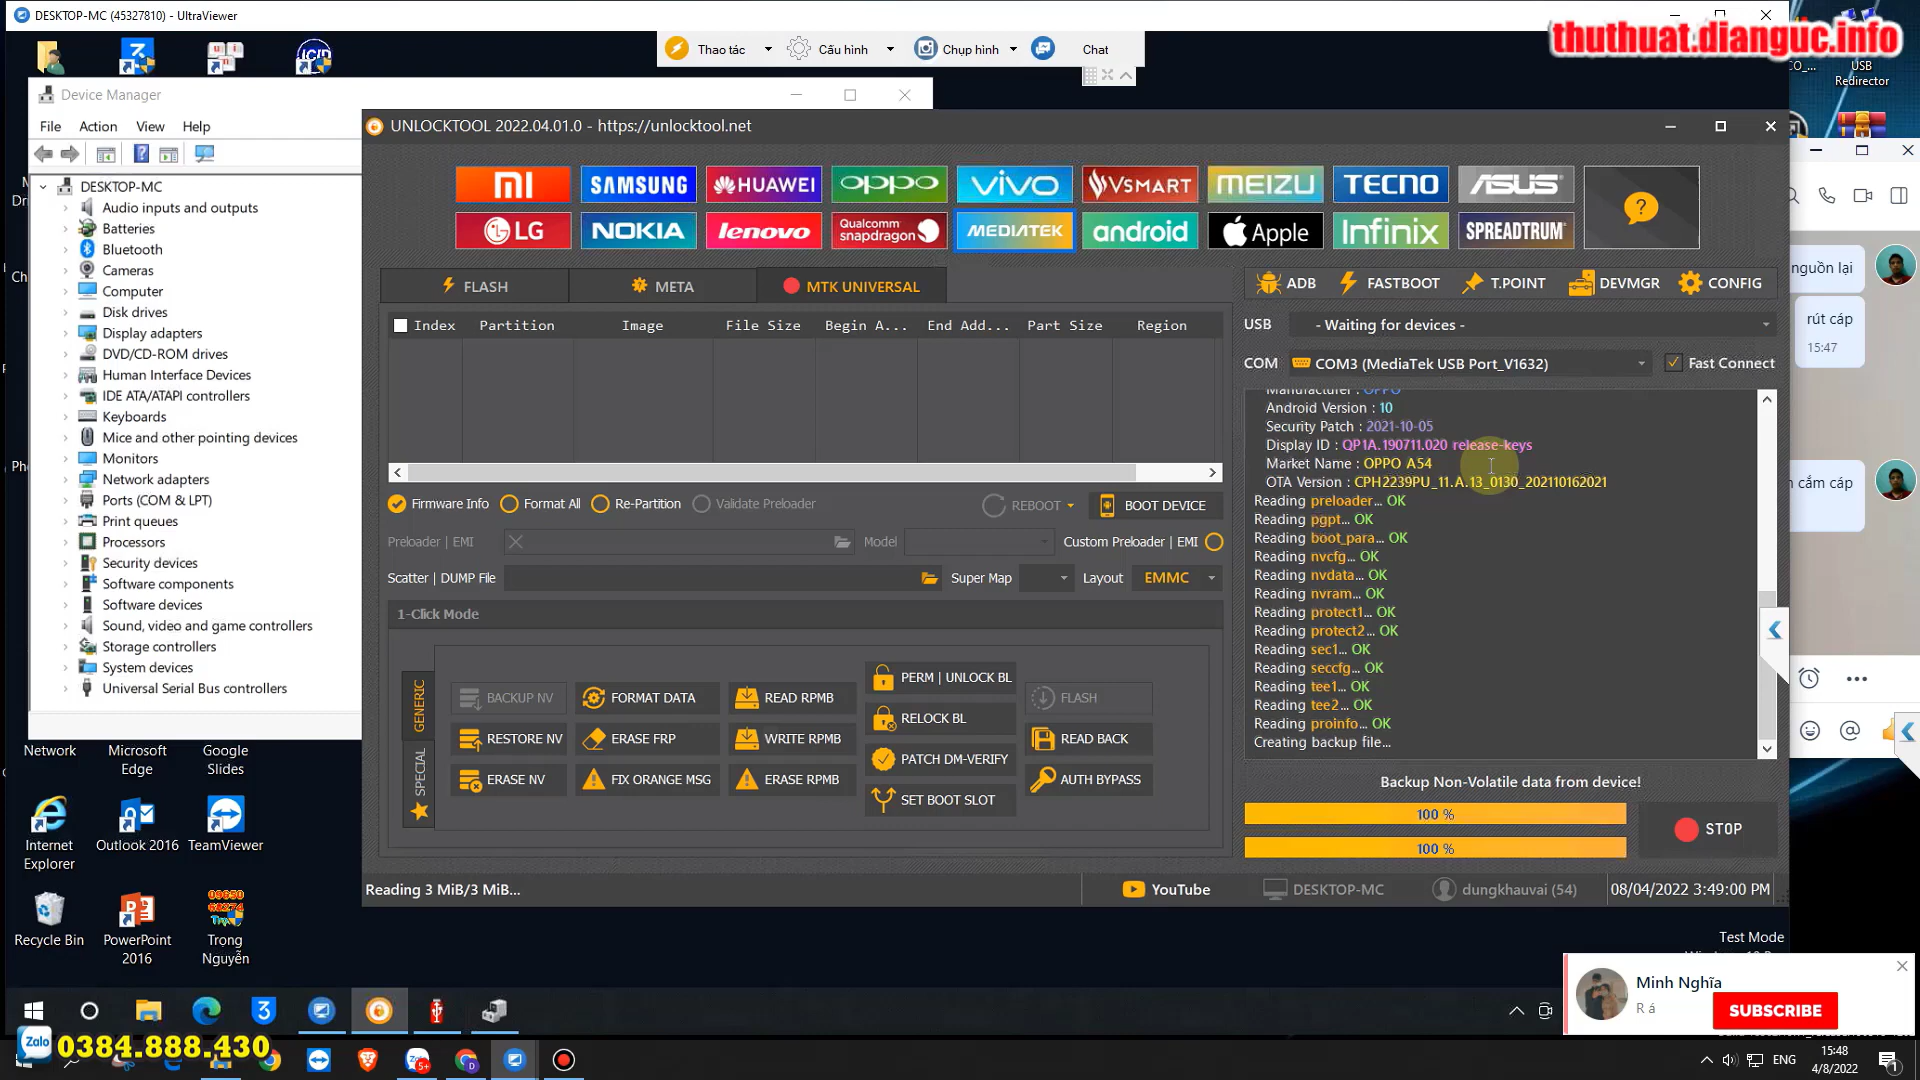 DESKTOP-MC (45327810) - UltraViewer
thuthuat.dianguc.info
Thao tác
Cấu hình
Chụp hình
Chat
USB
Redirector
Device Manager
File Action View Help
DESKTOP-MC
Audio inputs and outputs
Batteries
Bluetooth
Cameras
Computer
Disk drives
Display adapters
DVD/CD-ROM drives
Human Interface Devices
IDE ATA/ATAPI controllers
Keyboards
Mice and other pointing devices
Monitors
Network adapters
Ports (COM & LPT)
Print queues
Processors
Security devices
Software components
Software devices
Sound, video and game controllers
Storage controllers
System devices
Universal Serial Bus controllers
UNLOCKTOOL 2022.04.01.0 - https://unlocktool.net
MI SAMSUNG HUAWEI OPPO VIVO VSMART MEIZU TECNO ASUS ?
LG NOKIA lenovo Qualcomm snapdragon MEDIATEK android Apple Infinix SPREADTRUM
FLASH META MTK UNIVERSAL
ADB FASTBOOT T.POINT DEVMGR CONFIG
Index Partition Image File Size Begin A... End Add... Part Size Region
USB - Waiting for devices -
COM COM3 (MediaTek USB Port_V1632) Fast Connect
Manufacturer : OPPO
Android Version : 10
Security Patch : 2021-10-05
Display ID : QP1A.190711.020 release-keys
Market Name : OPPO A54
OTA Version : CPH2239PU_11.A.13_0130_202110162021
Reading preloader... OK
Reading pgpt... OK
Reading boot_para... OK
Reading nvcfg... OK
Reading nvdata... OK
Reading nvram... OK
Reading protect1... OK
Reading protect2... OK
Reading sec1... OK
Reading seccfg... OK
Reading tee1... OK
Reading tee2... OK
Reading proinfo... OK
Creating backup file...
Firmware Info Format All Re-Partition Validate Preloader REBOOT BOOT DEVICE
Preloader | EMI Model Custom Preloader | EMI
Scatter | DUMP File Super Map Layout EMMC
1-Click Mode
GENERIC
SPECIAL
BACKUP NV FORMAT DATA READ RPMB PERM | UNLOCK BL FLASH
RESTORE NV ERASE FRP WRITE RPMB RELOCK BL READ BACK
ERASE NV FIX ORANGE MSG ERASE RPMB PATCH DM-VERIFY AUTH BYPASS
SET BOOT SLOT
Backup Non-Volatile data from device!
100 %
100 %
STOP
Reading 3 MiB/3 MiB...
YouTube DESKTOP-MC dungkhauvai (54) 08/04/2022 3:49:00 PM
nguồn lại
rút cáp
15:47
cắm cáp
Network
Microsoft
Edge
Google
Slides
Internet
Explorer
Outlook 2016
TeamViewer
Recycle Bin
PowerPoint
2016
09850
68274
Trọng
Nguyễn
Test Mode
Minh Nghĩa
R á
SUBSCRIBE
Zalo 0384.888.430
5+
ENG
15:48
4/8/2022
1